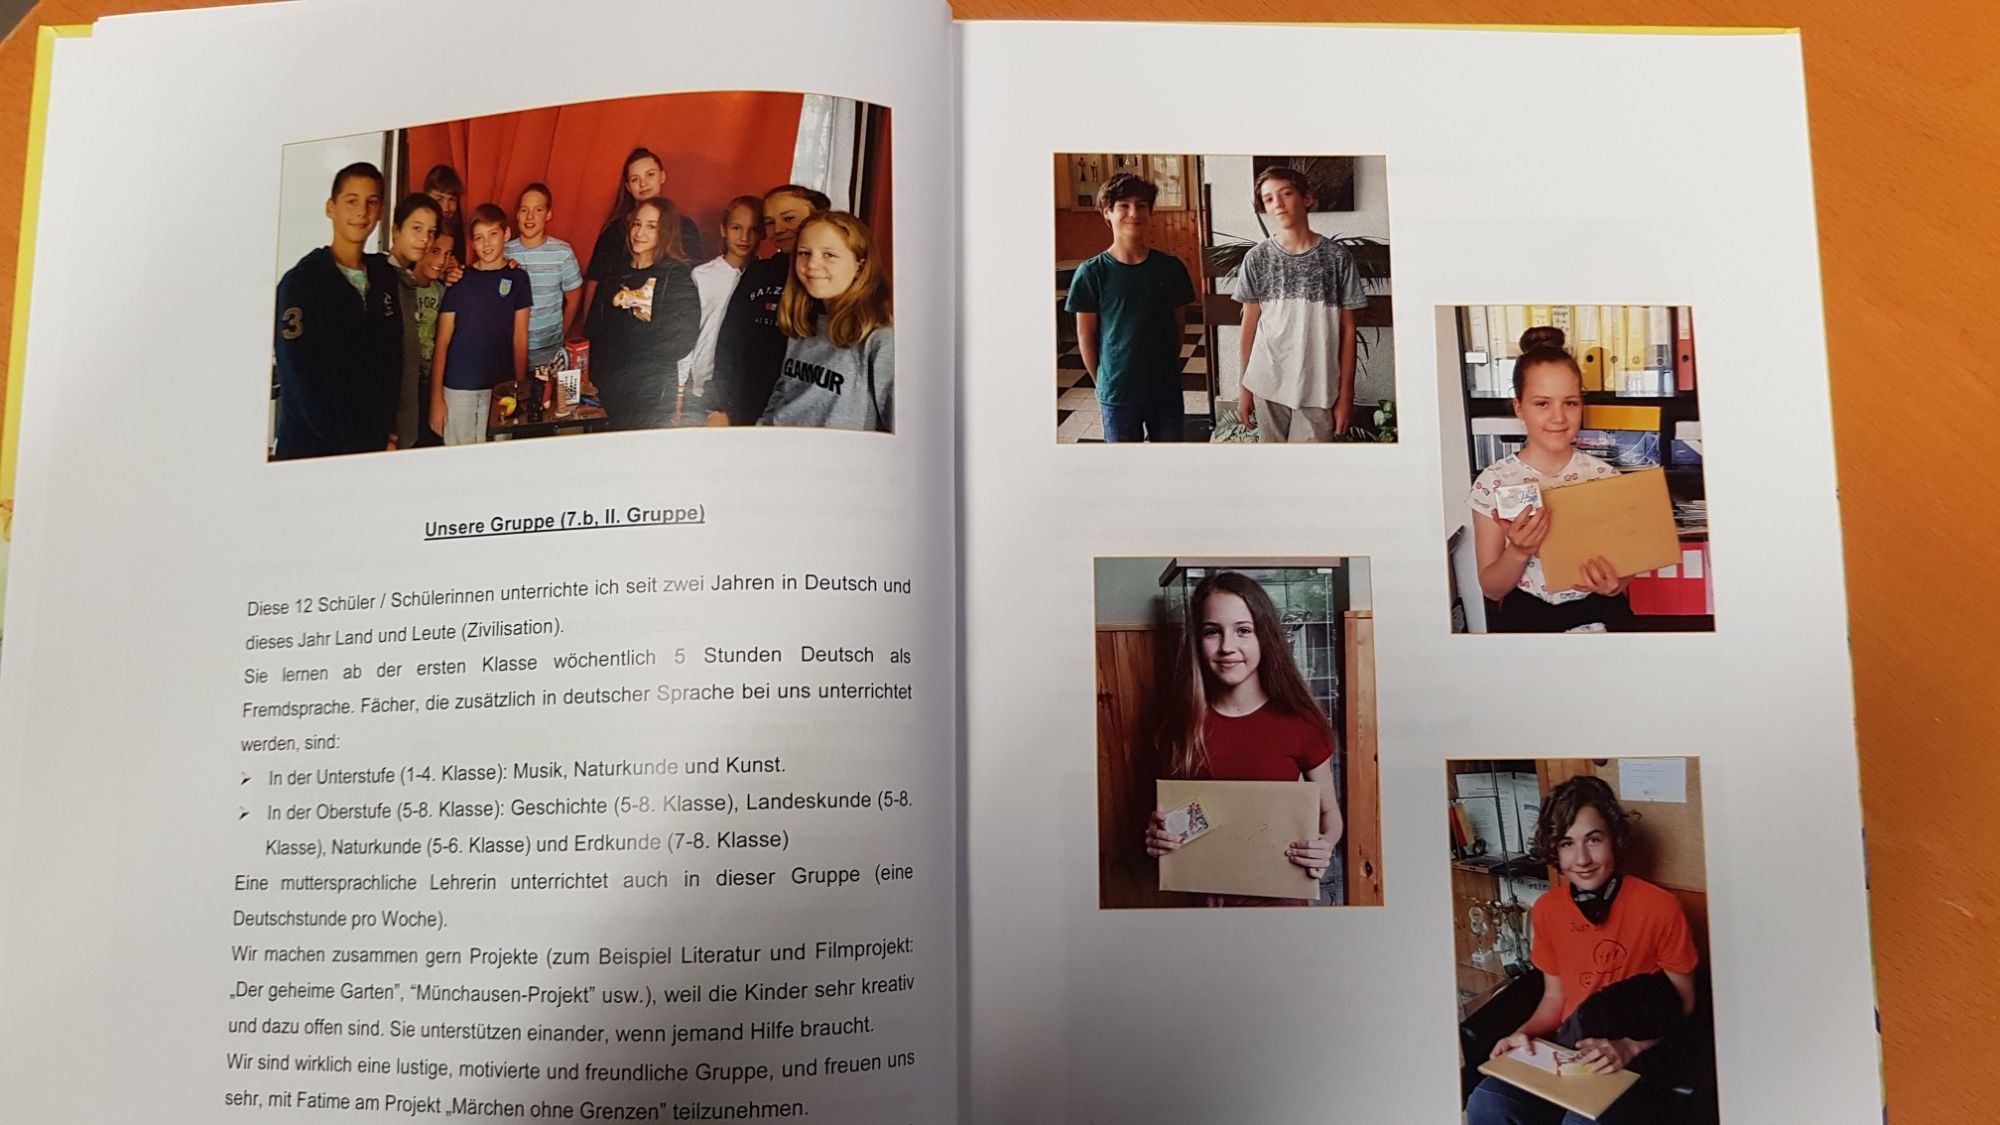 3
SALZ
GLAMOUR
Unsere Gruppe (7.b, II. Gruppe)
Diese 12 Schüler / Schülerinnen unterrichte ich seit zwei Jahren in Deutsch und
dieses Jahr Land und Leute (Zivilisation).
Sie lernen ab der ersten Klasse wöchentlich 5 Stunden Deutsch als
Fremdsprache. Fächer, die zusätzlich in deutscher Sprache bei uns unterrichtet
werden, sind:
➢ In der Unterstufe (1-4. Klasse): Musik, Naturkunde und Kunst.
➢ In der Oberstufe (5-8. Klasse): Geschichte (5-8. Klasse), Landeskunde (5-8.
Klasse), Naturkunde (5-6. Klasse) und Erdkunde (7-8. Klasse)
Eine muttersprachliche Lehrerin unterrichtet auch in dieser Gruppe (eine
Deutschstunde pro Woche).
Wir machen zusammen gern Projekte (zum Beispiel Literatur und Filmprojekt:
„Der geheime Garten”, “Münchausen-Projekt” usw.), weil die Kinder sehr kreativ
und dazu offen sind. Sie unterstützen einander, wenn jemand Hilfe braucht.
Wir sind wirklich eine lustige, motivierte und freundliche Gruppe, und freuen uns
sehr, mit Fatime am Projekt „Märchen ohne Grenzen” teilzunehmen.